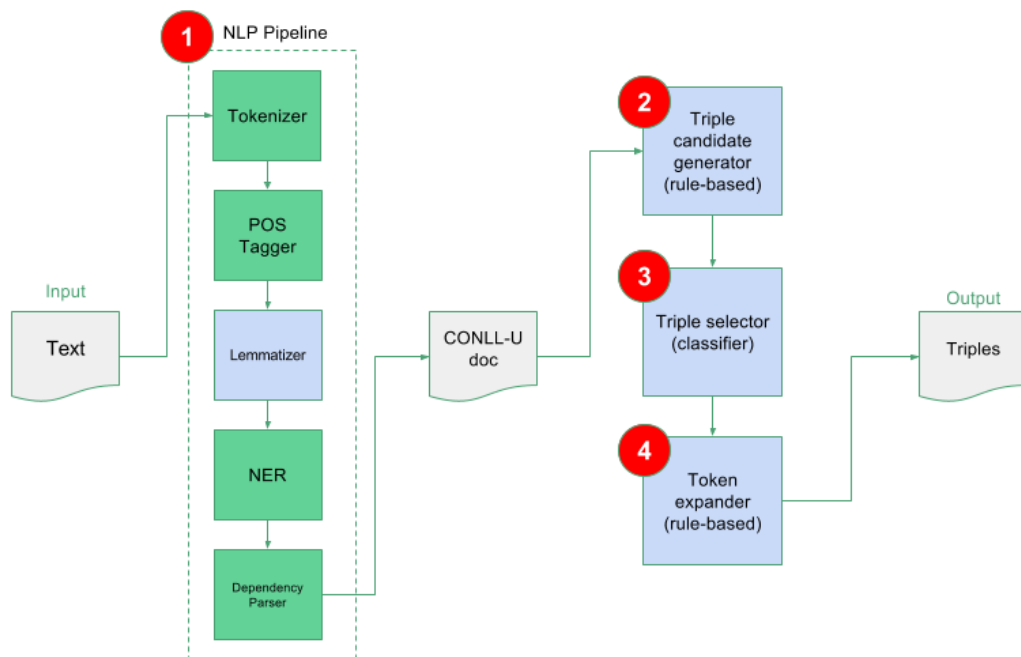 1
NLP Pipeline
Tokenizer
POS
Tagger
Lemmatizer
NER
Dependency
Parser
Input
Text
CONLL-U
doc
2
Triple
candidate
generator
(rule-based)
3
Triple selector
(classifier)
4
Token
expander
(rule-based)
Output
Triples